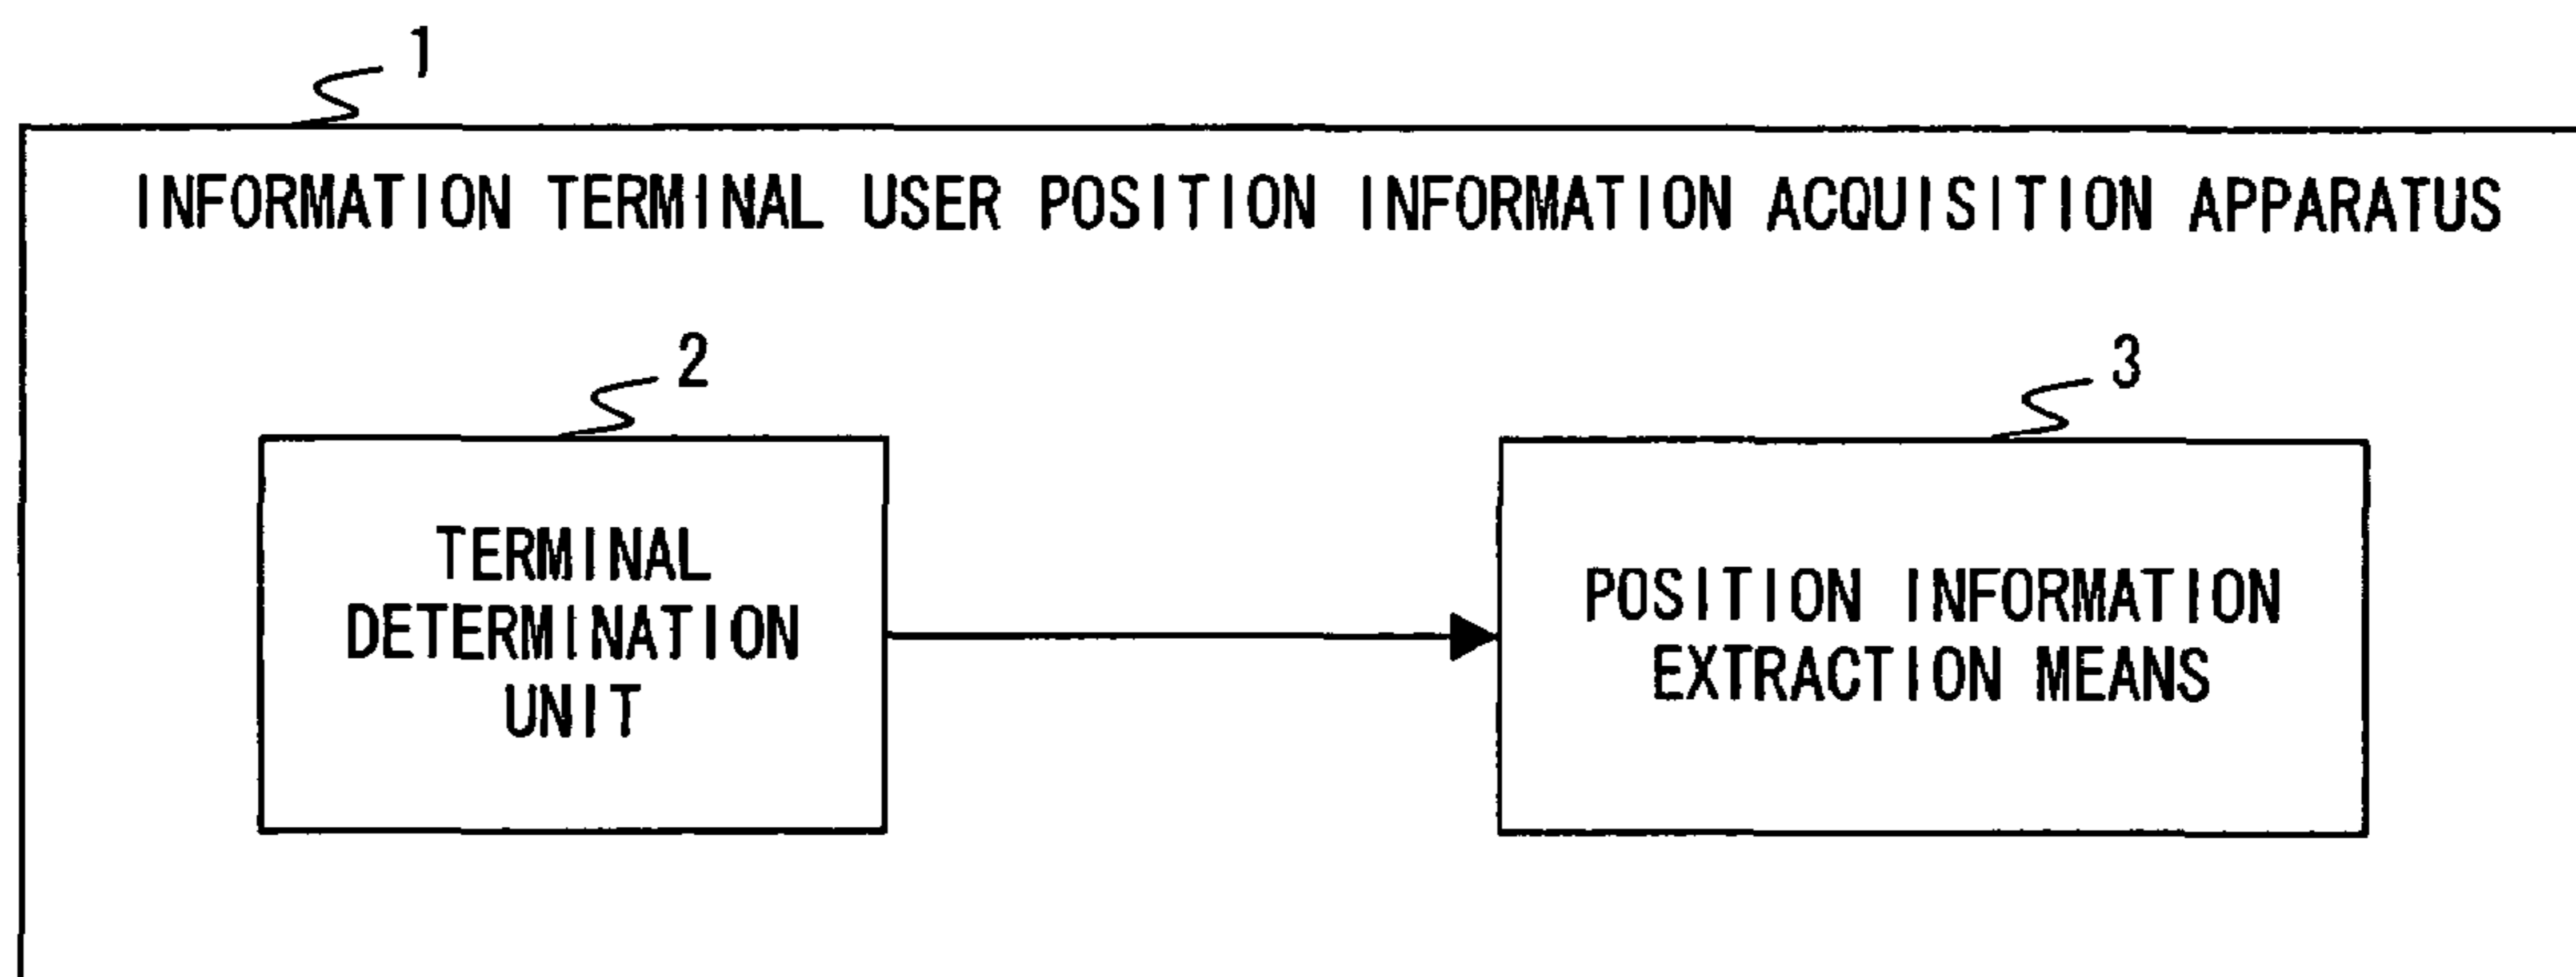 1
INFORMATION TERMINAL USER POSITION INFORMATION ACQUISITION APPARATUS
2
3
TERMINAL
DETERMINATION
UNIT
POSITION INFORMATION
EXTRACTION MEANS